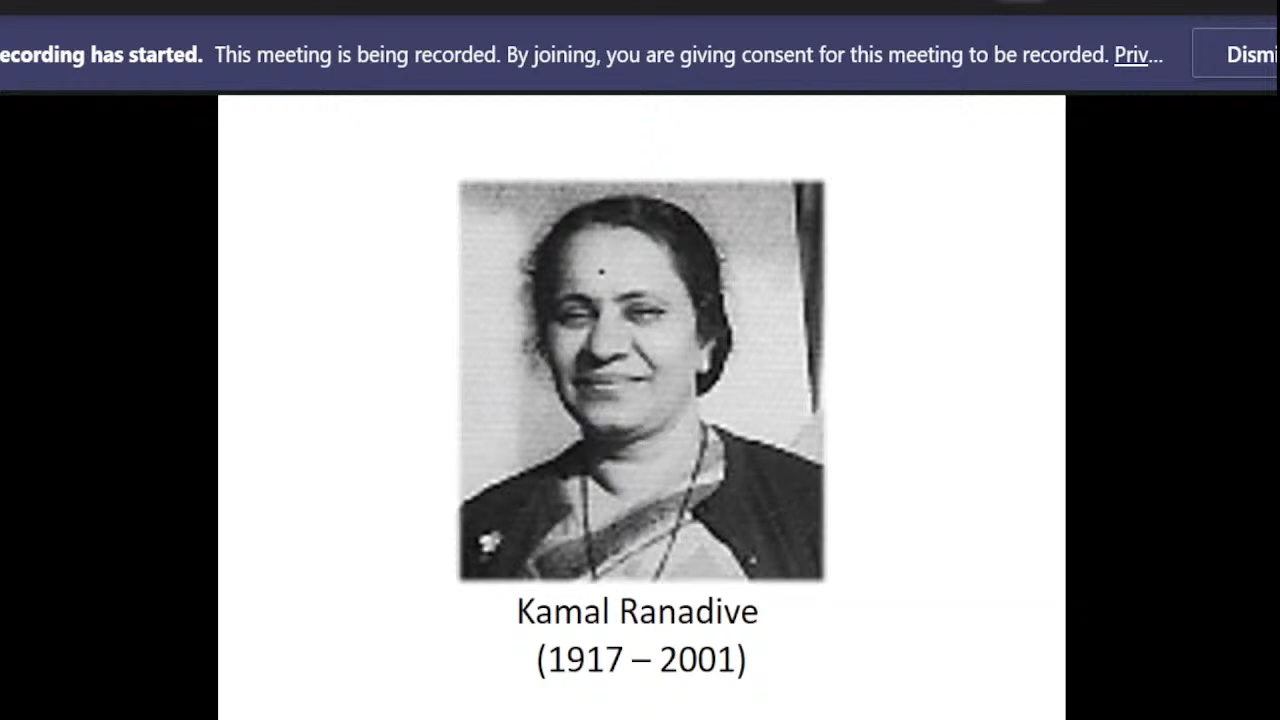 ecording has started. This meeting is being recorded. By joining, you are giving consent for this meeting to be recorded. Priv... Dismi
Kamal Ranadive
(1917 – 2001)